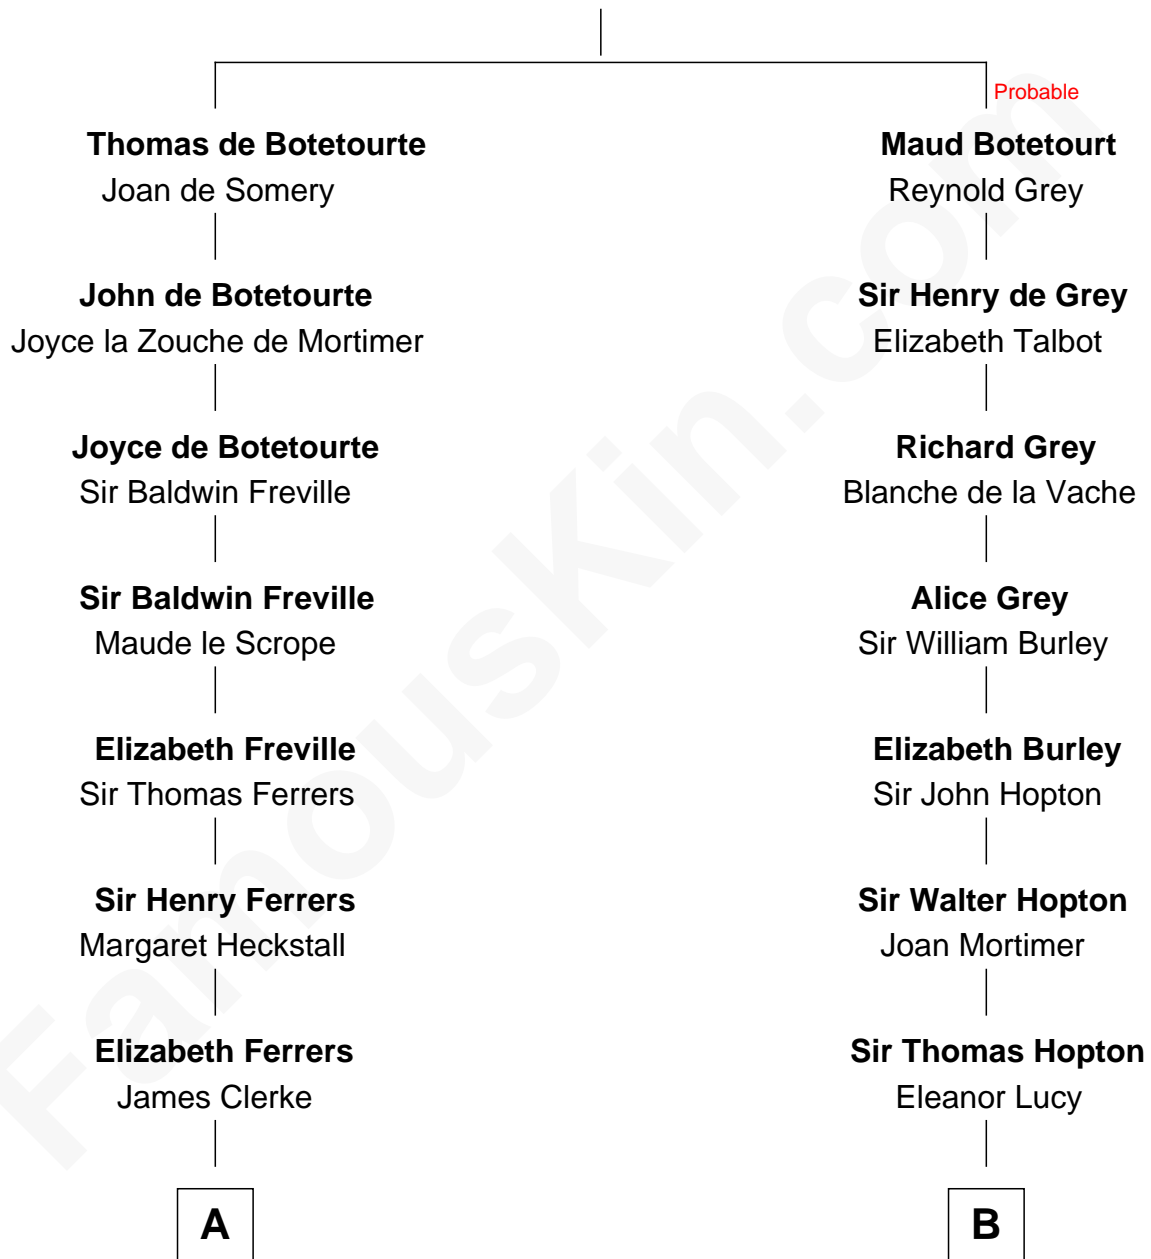 Probable
Thomas de Botetourte
Joan de Somery
Maud Botetourt
Reynold Grey
John de Botetourte
Joyce la Zouche de Mortimer
Sir Henry de Grey
Elizabeth Talbot
Joyce de Botetourte
Sir Baldwin Freville
Richard Grey
Blanche de la Vache
Sir Baldwin Freville
Maude le Scrope
Alice Grey
Sir William Burley
Elizabeth Freville
Sir Thomas Ferrers
Elizabeth Burley
Sir John Hopton
Sir Henry Ferrers
Margaret Heckstall
Sir Walter Hopton
Joan Mortimer
Elizabeth Ferrers
James Clerke
Sir Thomas Hopton
Eleanor Lucy
A
B
FamousKin.com